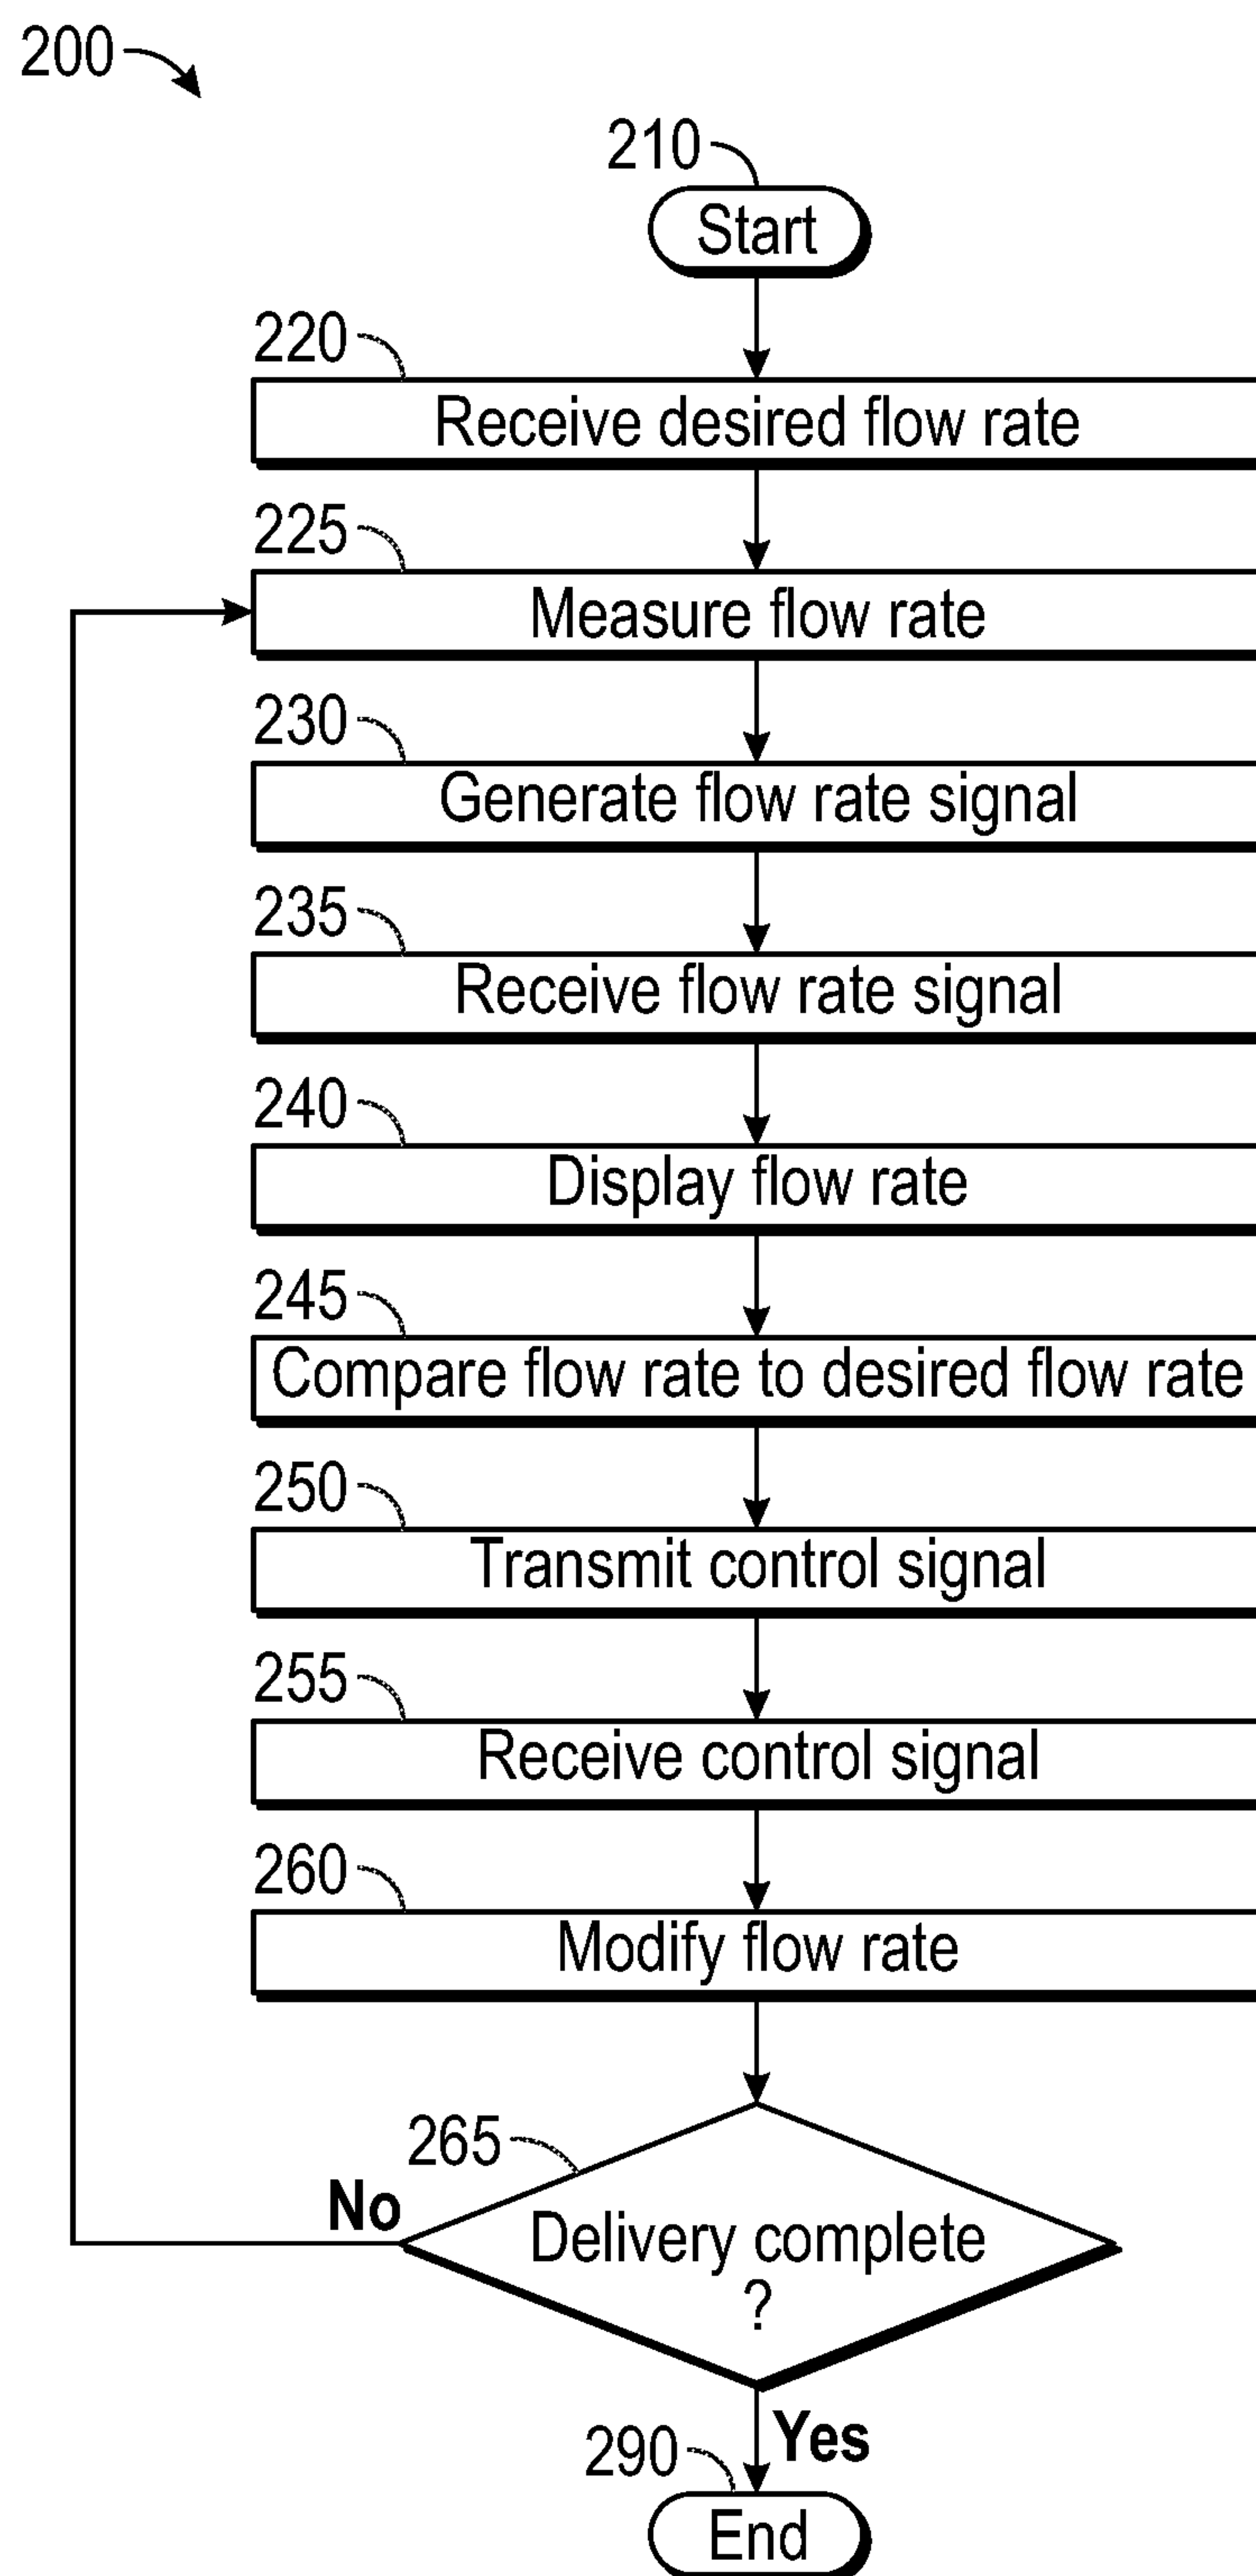 200
210
Start
220
Receive desired flow rate
225
Measure flow rate
230
Generate flow rate signal
235
Receive flow rate signal
240
Display flow rate
245
Compare flow rate to desired flow rate
250
Transmit control signal
255
Receive control signal
260
Modify flow rate
265
No
Delivery complete
?
Yes
290
End